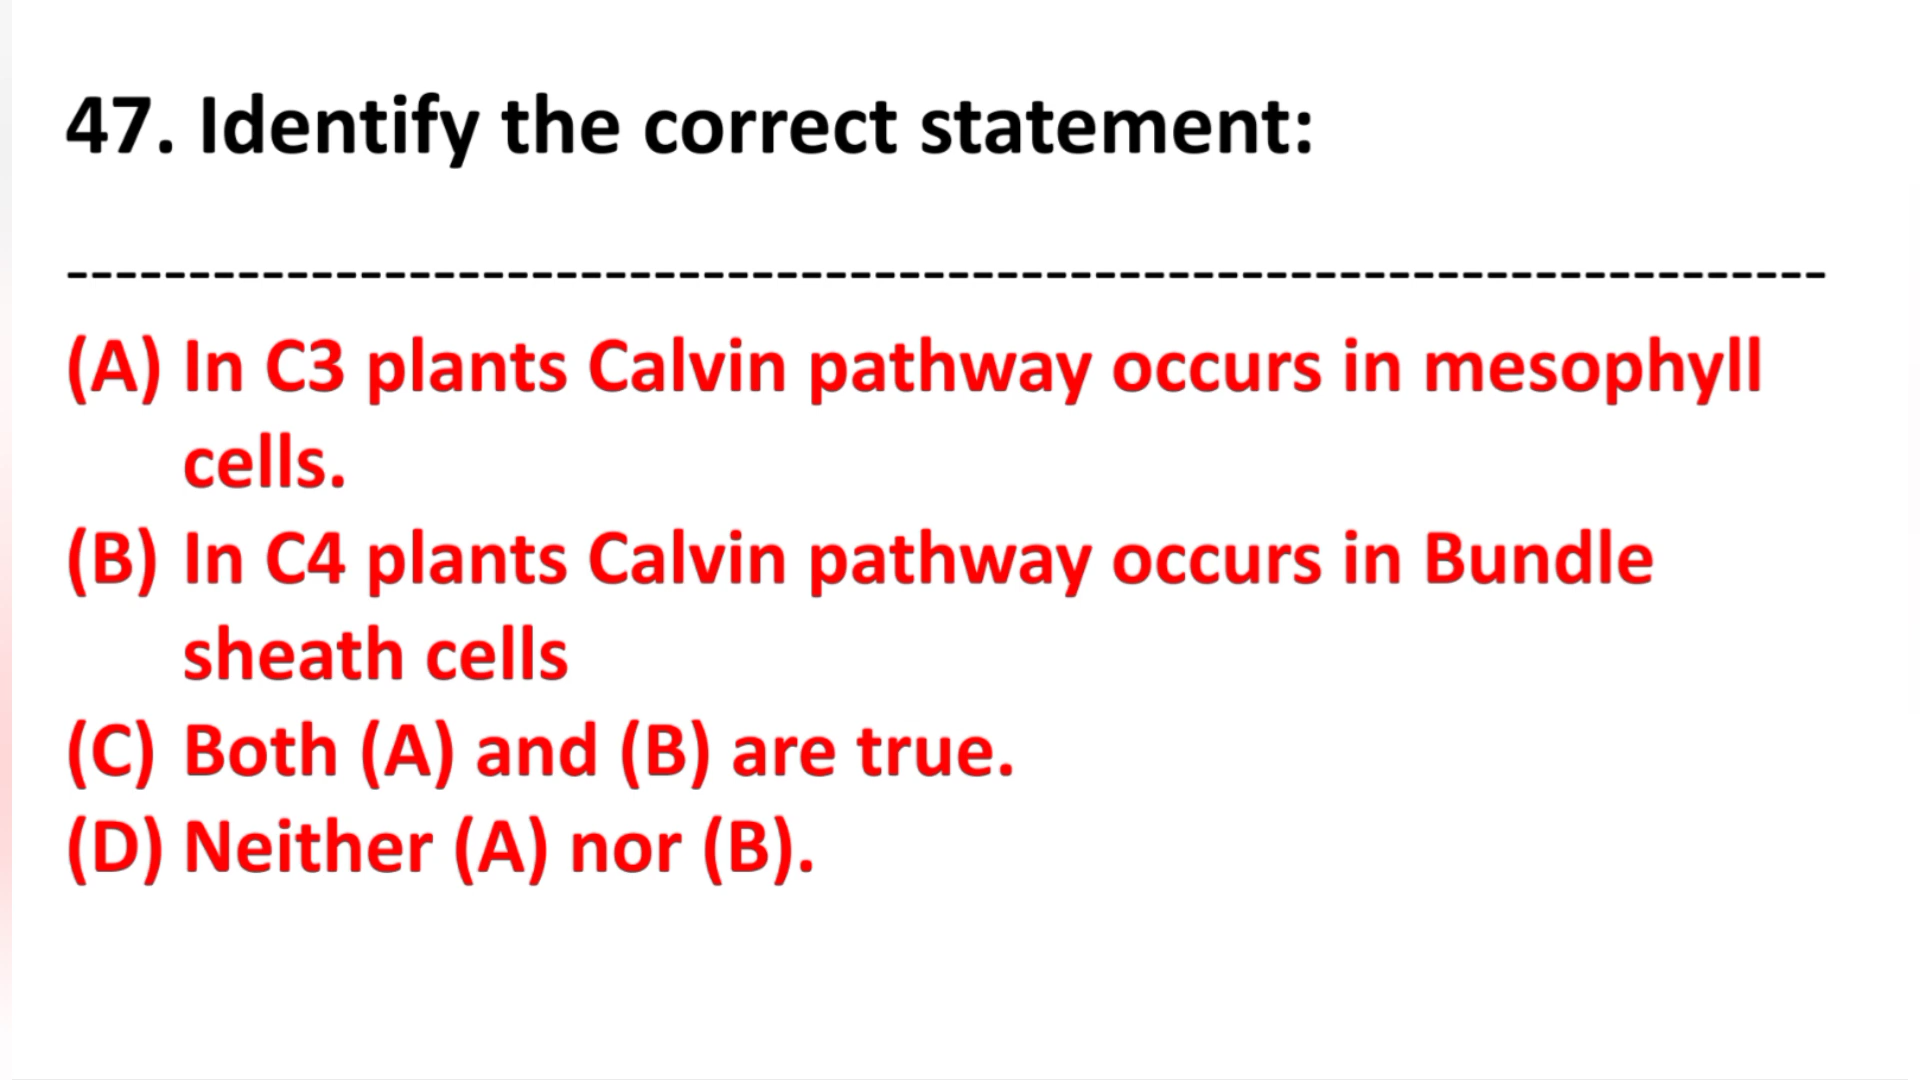 47. Identify the correct statement:
------------------------------------------------------------------------
(A) In C3 plants Calvin pathway occurs in mesophyll
cells.
(B) In C4 plants Calvin pathway occurs in Bundle
sheath cells
(C) Both (A) and (B) are true.
(D) Neither (A) nor (B).